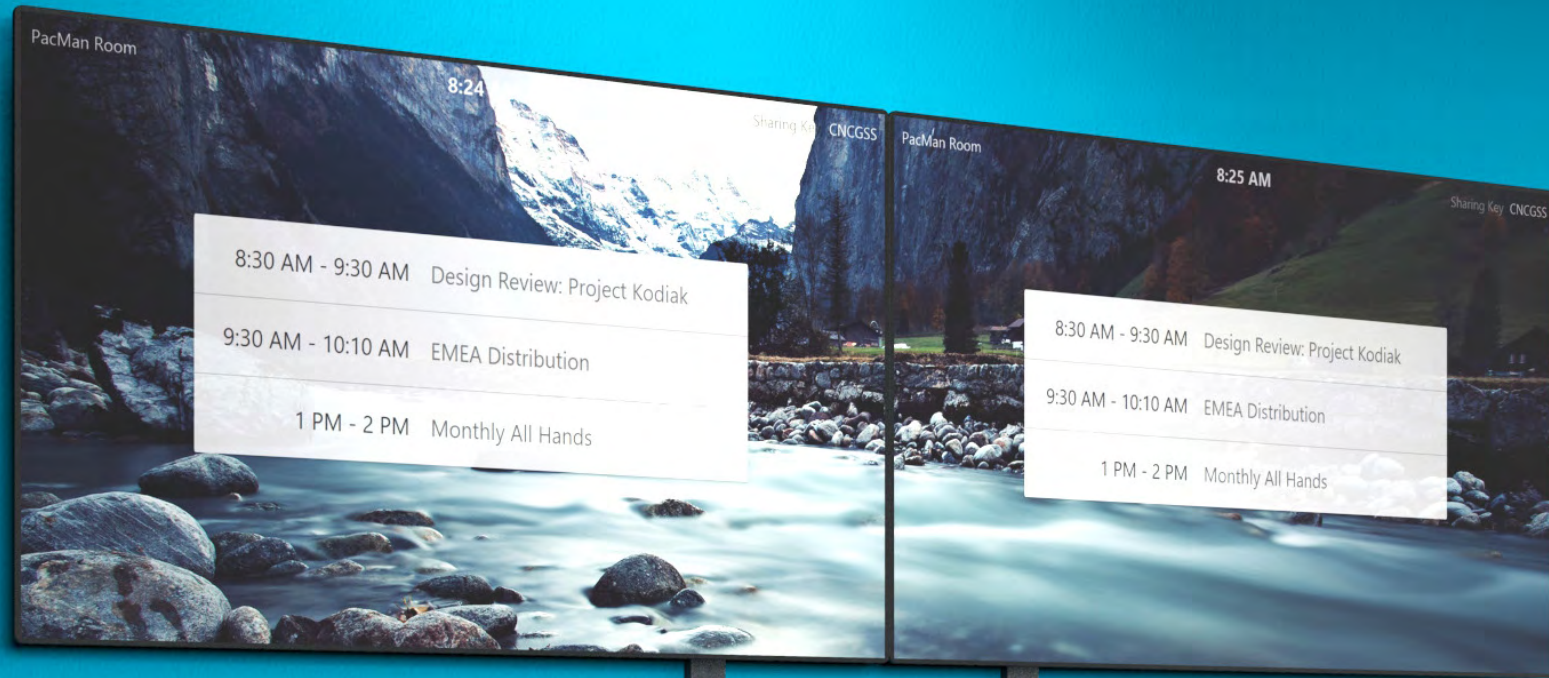 PacMan Room
8:24
Sharing Key CNCGSS
8:30 AM - 9:30 AM Design Review: Project Kodiak
9:30 AM - 10:10 AM EMEA Distribution
1 PM - 2 PM Monthly All Hands
PacMan Room
8:25 AM
Sharing Key CNCGSS
8:30 AM - 9:30 AM Design Review: Project Kodiak
9:30 AM - 10:10 AM EMEA Distribution
1 PM - 2 PM Monthly All Hands